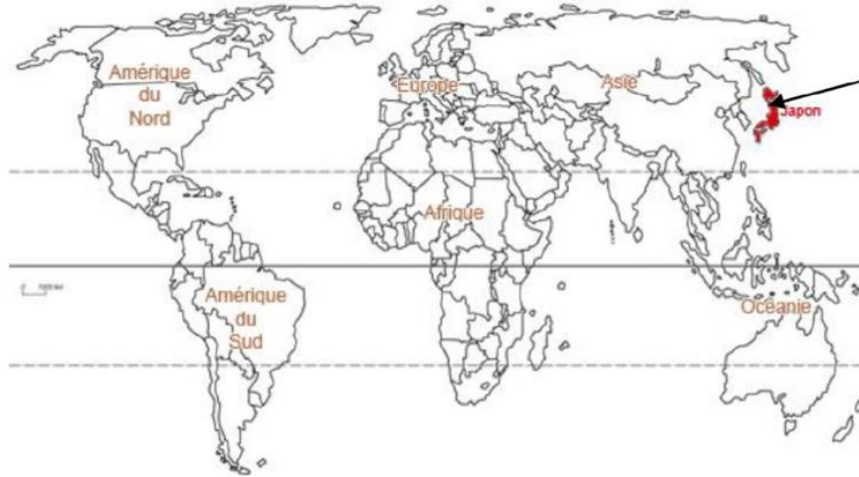 Amérique
du
Nord
Europe
Asie
Japon
Afrique
Amérique
du
Sud
Océanie